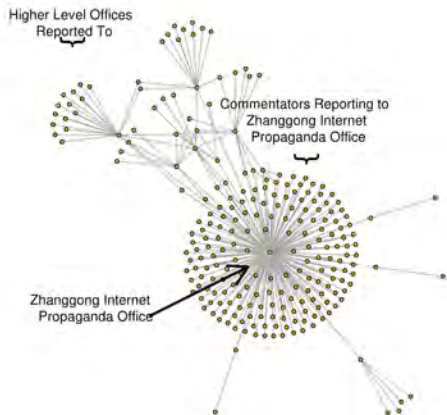 Higher Level Offices
Reported To
Commentators Reporting to
Zhanggong Internet
Propaganda Office
Zhanggong Internet
Propaganda Office